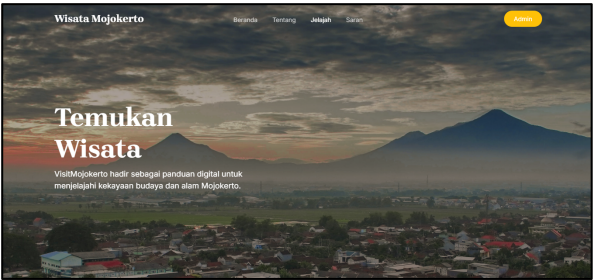 Wisata Mojokerto
Beranda Tentang Jelajah Saran
Admin
Temukan
Wisata
VisitMojokerto hadir sebagai panduan digital untuk
menjelajahi kekayaan budaya dan alam Mojokerto.